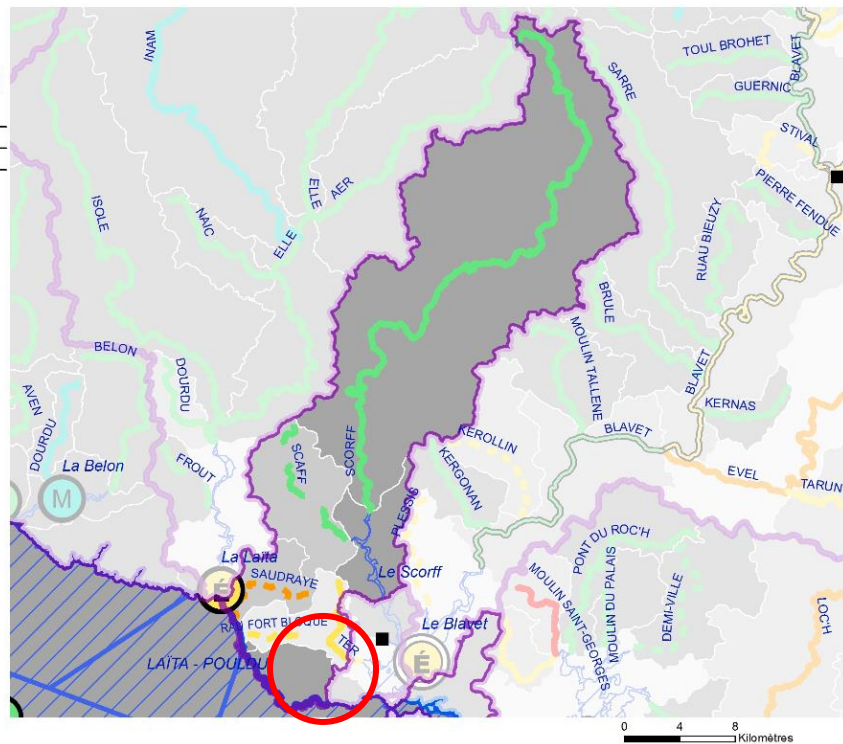 INAM
TOUL BROHET
BLAVET
SARRE
GUERNIC
STIVAL
PIERRE FENDUE
ISOLE
NAIC
ELLE
AER
ELLE
RUAU BIEUZY
BRULE
BELON
DOURDU
MOULIN TALLENE
BLAVET
AVEN
DOURDU
KERNAS
La Belon
M
FROUT
SCAFF
SCORFF
KEROLLIN
KERGONAN
BLAVET
EVEL
TARUN
PLESSIS
La Laïta
É
SAUDRAYE
Le Scorff
PONT DU ROC'H
MOULIN DU PALAIS
DEMI-VILLE
MOULIN SAINT-GEORGES
LOC'H
FORT BLOQUE
TER
Le Blavet
É
LAÏTA - POULDU
0 4 8
Kilomètres